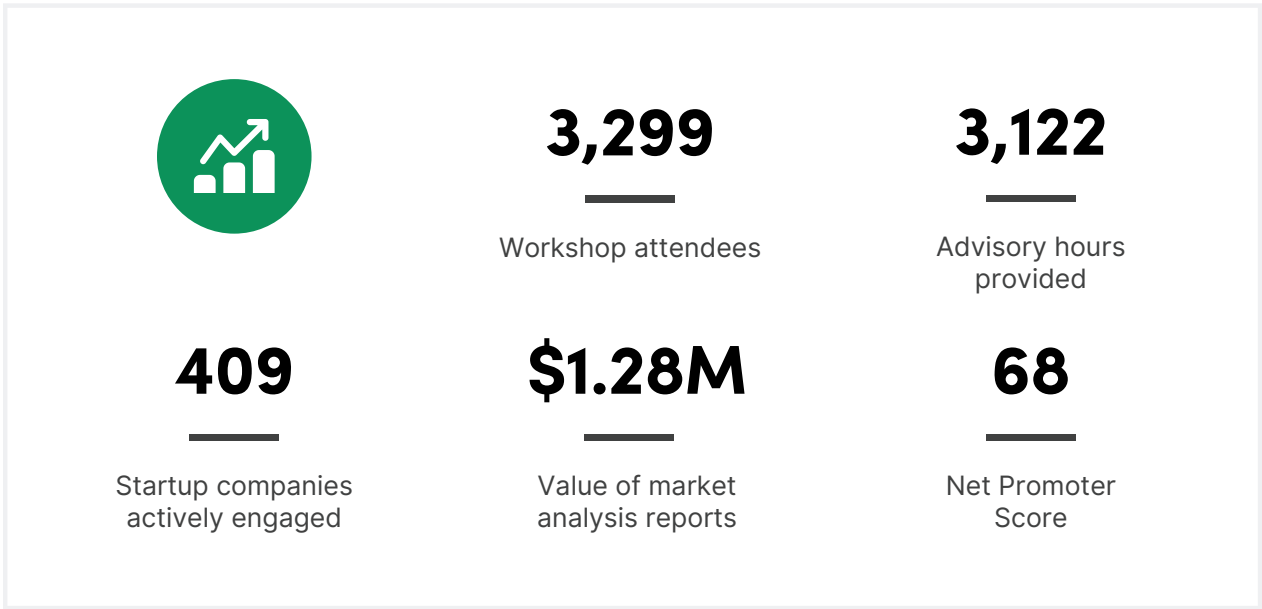 3,299
Workshop attendees
3,122
Advisory hours
provided
409
Startup companies
actively engaged
$1.28M
Value of market
analysis reports
68
Net Promoter
Score